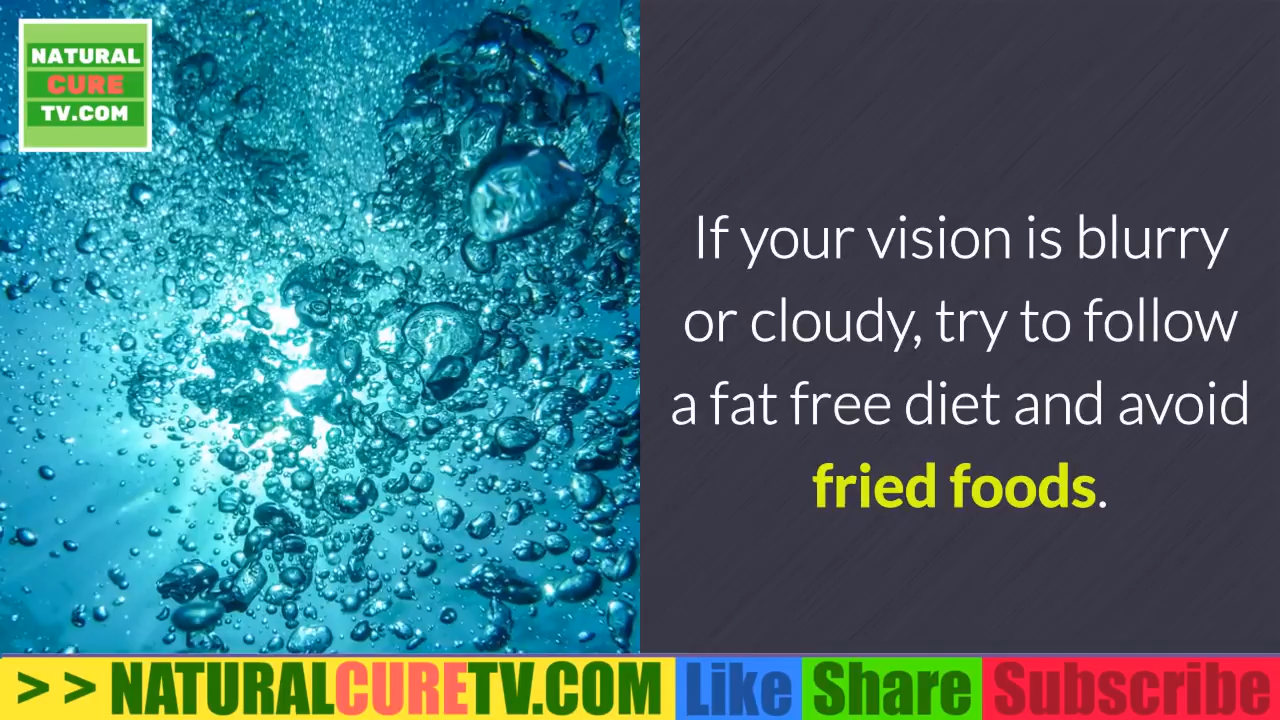 NATURAL
CURE
TV.COM
If your vision is blurry
or cloudy, try to follow
a fat free diet and avoid
fried foods.
> > NATURALCURETV.COM Like Share Subscribe